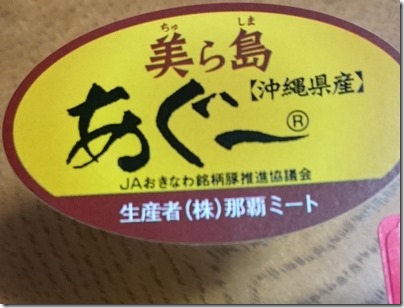 ちゅ しま
美ら島
【沖縄県産】
あぐー®
JAおきなわ銘柄豚推進協議会
生産者(株)那覇ミート